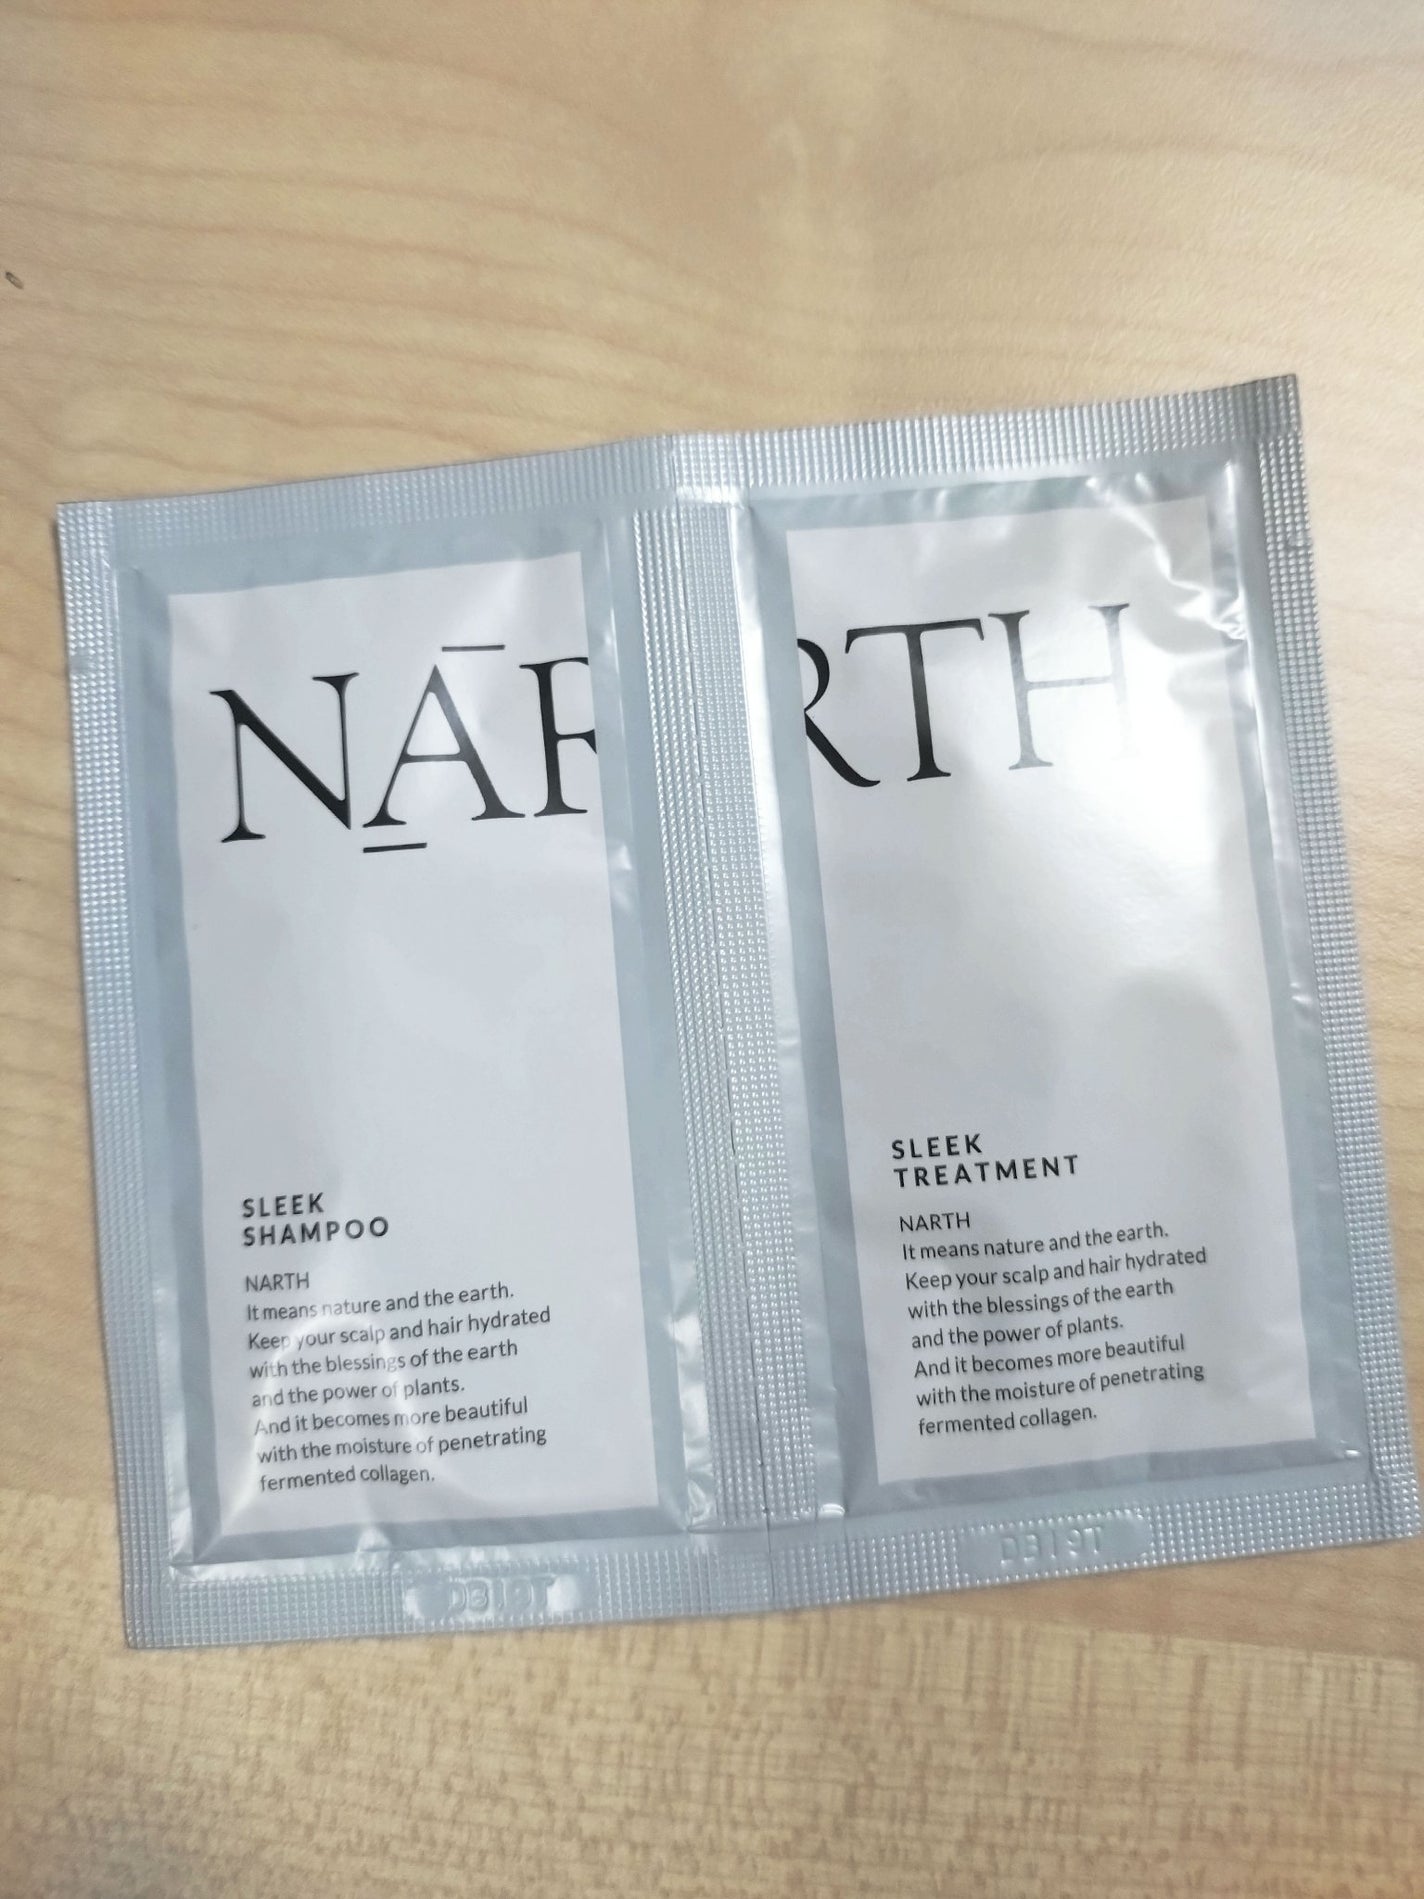 NĀR
SLEEK
SHAMPOO
NARTH
It means nature and the earth.
Keep your scalp and hair hydrated
with the blessings of the earth
and the power of plants.
And it becomes more beautiful
with the moisture of penetrating
fermented collagen.
DB19T
RTH
SLEEK
TREATMENT
NARTH
It means nature and the earth.
Keep your scalp and hair hydrated
with the blessings of the earth
and the power of plants.
And it becomes more beautiful
with the moisture of penetrating
fermented collagen.
DB19T